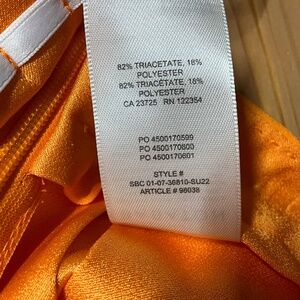 82% TRIACETATE, 18%
POLYESTER
82% TRIACÉTATE, 18%
POLYESTER
CA 23725 RN 122354
PO 4500170599
PO 4500170600
PO 4500170601
STYLE #
SBC 01-07-36810-SU22
ARTICLE # 98038